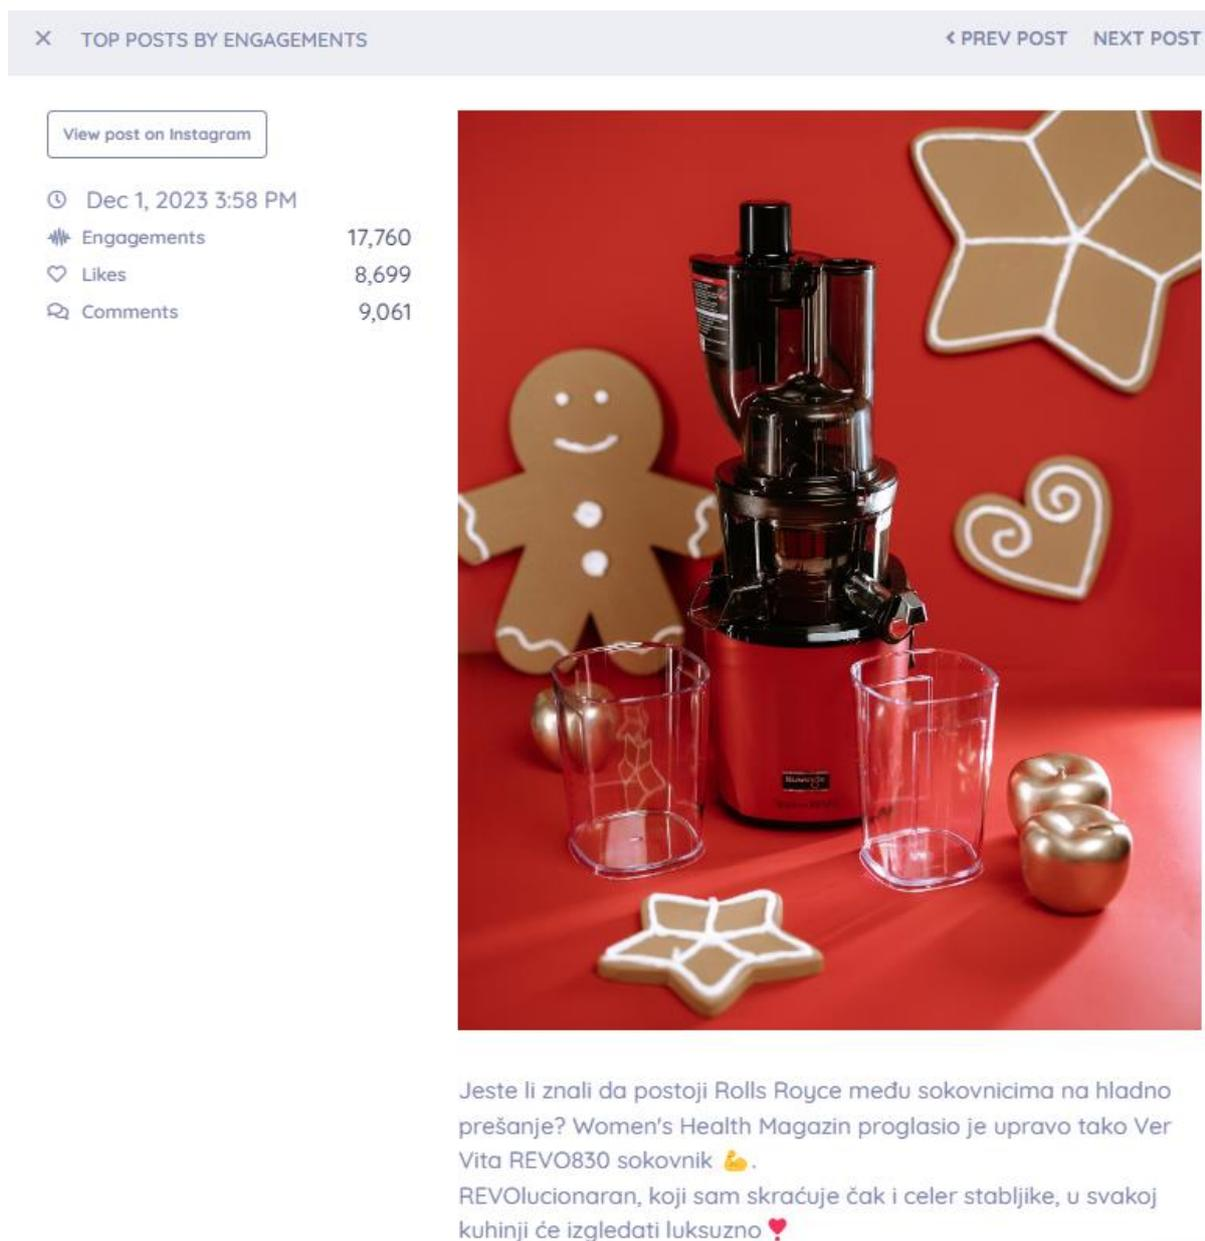 TOP POSTS BY ENGAGEMENTS
PREV POST NEXT POST
View post on Instagram
Dec 1, 2023 3:58 PM
Engagements 17,760
Likes 8,699
Comments 9,061
Jeste li znali da postoji Rolls Royce među sokovnicima na hladno
prešanje? Women's Health Magazin proglasio je upravo tako Ver
Vita REVO830 sokovnik 💪.
REVOlucionaran, koji sam skraćuje čak i celer stabljike, u svakoj
kuhinji će izgledati luksuzno ❣️